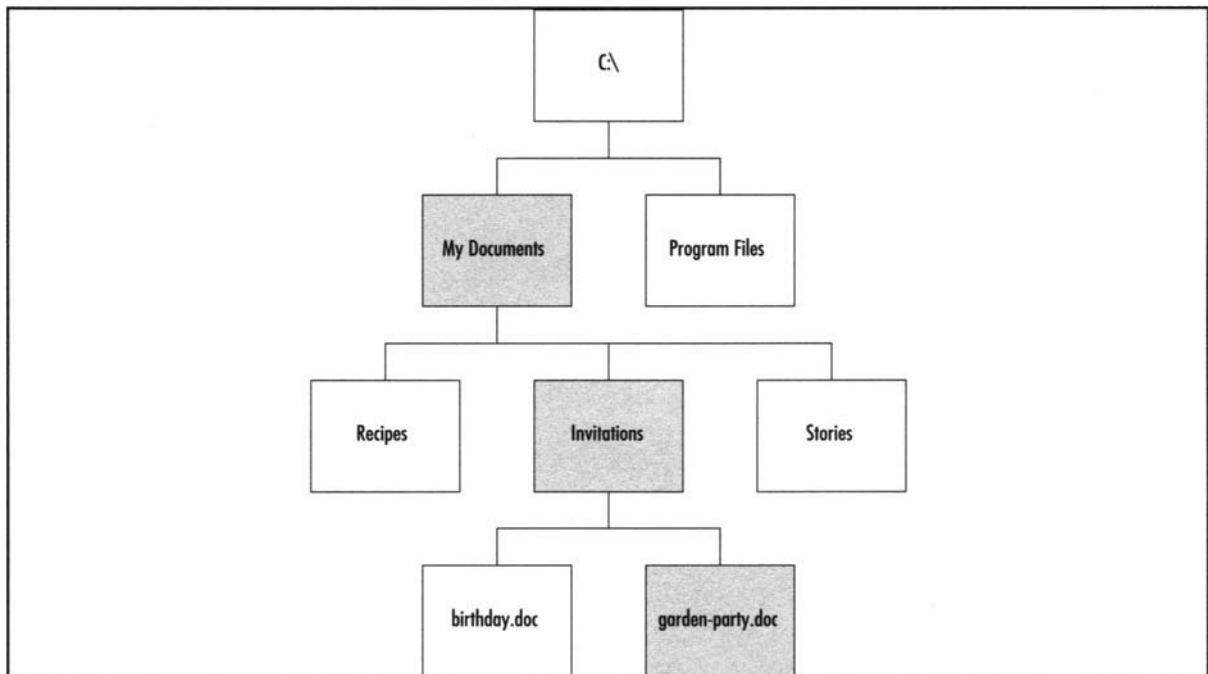 C:\
My Documents
Program Files
Recipes
Invitations
Stories
birthday.doc
garden-party.doc